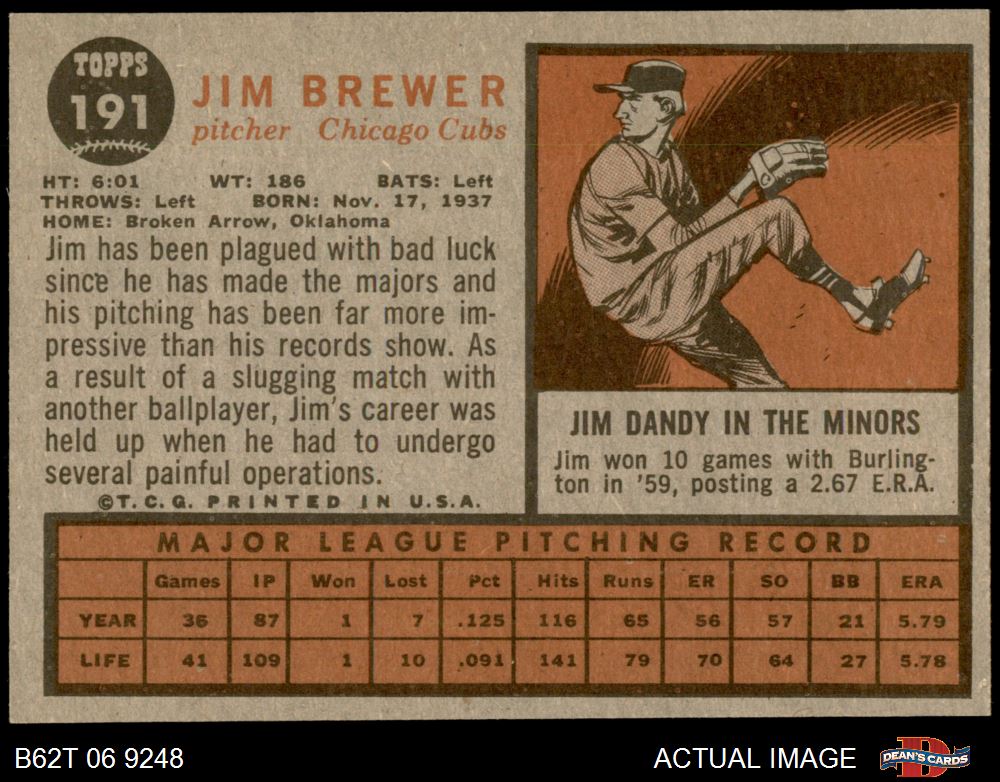 TOPPS
191
JIM BREWER
pitcher Chicago Cubs
HT: 6:01 WT: 186 BATS: Left
THROWS: Left BORN: Nov. 17, 1937
HOME: Broken Arrow, Oklahoma
Jim has been plagued with bad luck
since he has made the majors and
his pitching has been far more im-
pressive than his records show. As
a result of a slugging match with
another ballplayer, Jim's career was
held up when he had to undergo
several painful operations.
©T.C.G. PRINTED IN U.S.A.
JIM DANDY IN THE MINORS
Jim won 10 games with Burling-
ton in '59, posting a 2.67 E.R.A.
MAJOR LEAGUE PITCHING RECORD
Games IP Won Lost Pct Hits Runs ER SO BB ERA
YEAR 36 87 1 7 .125 116 65 56 57 21 5.79
LIFE 41 109 1 10 .091 141 79 70 64 27 5.78
B62T 06 9248
ACTUAL IMAGE
DEAN'S CARDS